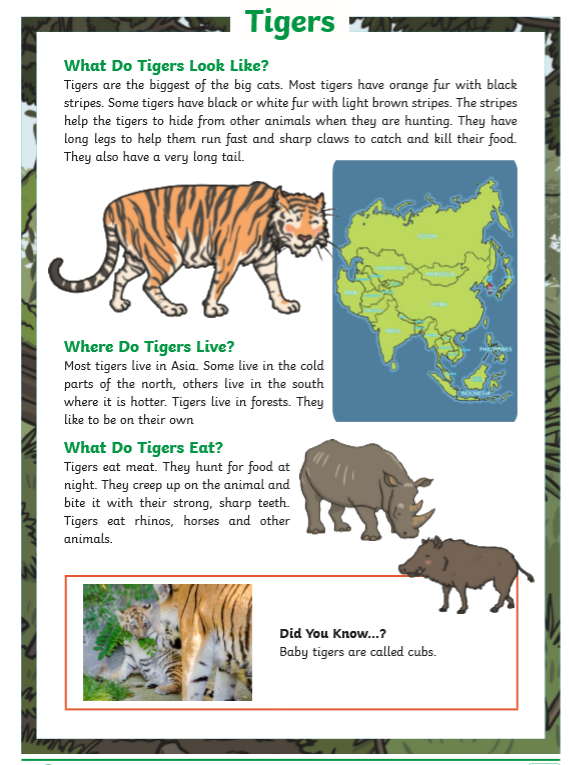 Tigers
What Do Tigers Look Like?
Tigers are the biggest of the big cats. Most tigers have orange fur with black
stripes. Some tigers have black or white fur with light brown stripes. The stripes
help the tigers to hide from other animals when they are hunting. They have
long legs to help them run fast and sharp claws to catch and kill their food.
They also have a very long tail.
RUSSIA
MONGOLIA
CHINA
INDIA
PHILIPPINES
INDONESIA
Where Do Tigers Live?
Most tigers live in Asia. Some live in the cold
parts of the north, others live in the south
where it is hotter. Tigers live in forests. They
like to be on their own
What Do Tigers Eat?
Tigers eat meat. They hunt for food at
night. They creep up on the animal and
bite it with their strong, sharp teeth.
Tigers eat rhinos, horses and other
animals.
Did You Know...?
Baby tigers are called cubs.